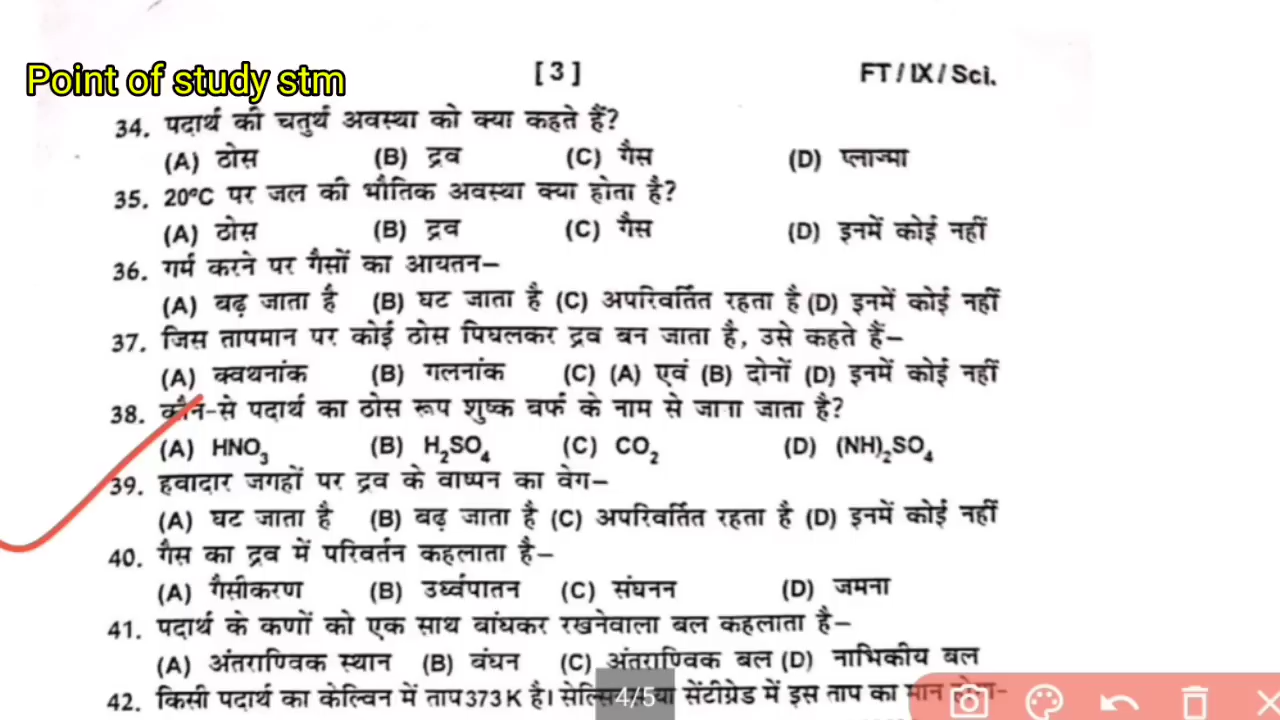 Point of study stm
[3]
FT / IX / Sci.
34. पदार्थ की चतुर्थ अवस्था को क्या कहते हैं?
(A) ठोस (B) द्रव (C) गैस (D) प्लाज्मा
35. 20°C पर जल की भौतिक अवस्था क्या होता है?
(A) ठोस (B) द्रव (C) गैस (D) इनमें कोई नहीं
36. गर्म करने पर गैसों का आयतन–
(A) बढ़ जाता है (B) घट जाता है (C) अपरिवर्तित रहता है (D) इनमें कोई नहीं
37. जिस तापमान पर कोई ठोस पिघलकर द्रव बन जाता है, उसे कहते हैं–
(A) क्वथनांक (B) गलनांक (C) (A) एवं (B) दोनों (D) इनमें कोई नहीं
38. कौन-से पदार्थ का ठोस रूप शुष्क बर्फ के नाम से जाना जाता है?
(A) HNO₃ (B) H₂SO₄ (C) CO₂ (D) (NH)₂SO₄
39. हवादार जगहों पर द्रव के वाष्पन का वेग–
(A) घट जाता है (B) बढ़ जाता है (C) अपरिवर्तित रहता है (D) इनमें कोई नहीं
40. गैस का द्रव में परिवर्तन कहलाता है–
(A) गैसीकरण (B) उर्ध्वपातन (C) संघनन (D) जमना
41. पदार्थ के कणों को एक साथ बांधकर रखनेवाला बल कहलाता है–
(A) अंतराण्विक स्थान (B) बंघन (C) अंतराण्विक बल (D) नाभिकीय बल
42. किसी पदार्थ का केल्विन में ताप 373 K है। या सेंटीग्रेड में इस ताप का मान
4/5